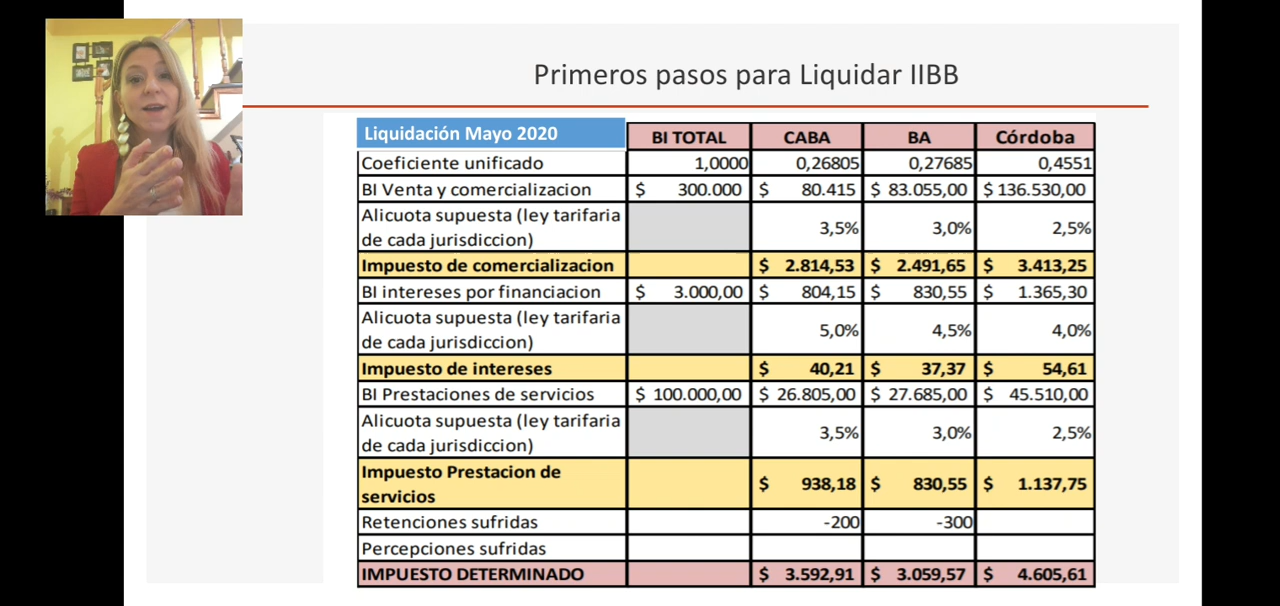 Primeros pasos para Liquidar IIBB
Liquidación Mayo 2020 BI TOTAL CABA BA Córdoba
Coeficiente unificado 1,0000 0,26805 0,27685 0,4551
BI Venta y comercializacion $ 300.000 $ 80.415 $ 83.055,00 $ 136.530,00
Alicuota supuesta (ley tarifaria
de cada jurisdiccion) 3,5% 3,0% 2,5%
Impuesto de comercializacion $ 2.814,53 $ 2.491,65 $ 3.413,25
BI intereses por financiacion $ 3.000,00 $ 804,15 $ 830,55 $ 1.365,30
Alicuota supuesta (ley tarifaria
de cada jurisdiccion) 5,0% 4,5% 4,0%
Impuesto de intereses $ 40,21 $ 37,37 $ 54,61
BI Prestaciones de servicios $ 100.000,00 $ 26.805,00 $ 27.685,00 $ 45.510,00
Alicuota supuesta (ley tarifaria
de cada jurisdiccion) 3,5% 3,0% 2,5%
Impuesto Prestacion de
servicios $ 938,18 $ 830,55 $ 1.137,75
Retenciones sufridas -200 -300
Percepciones sufridas
IMPUESTO DETERMINADO $ 3.592,91 $ 3.059,57 $ 4.605,61